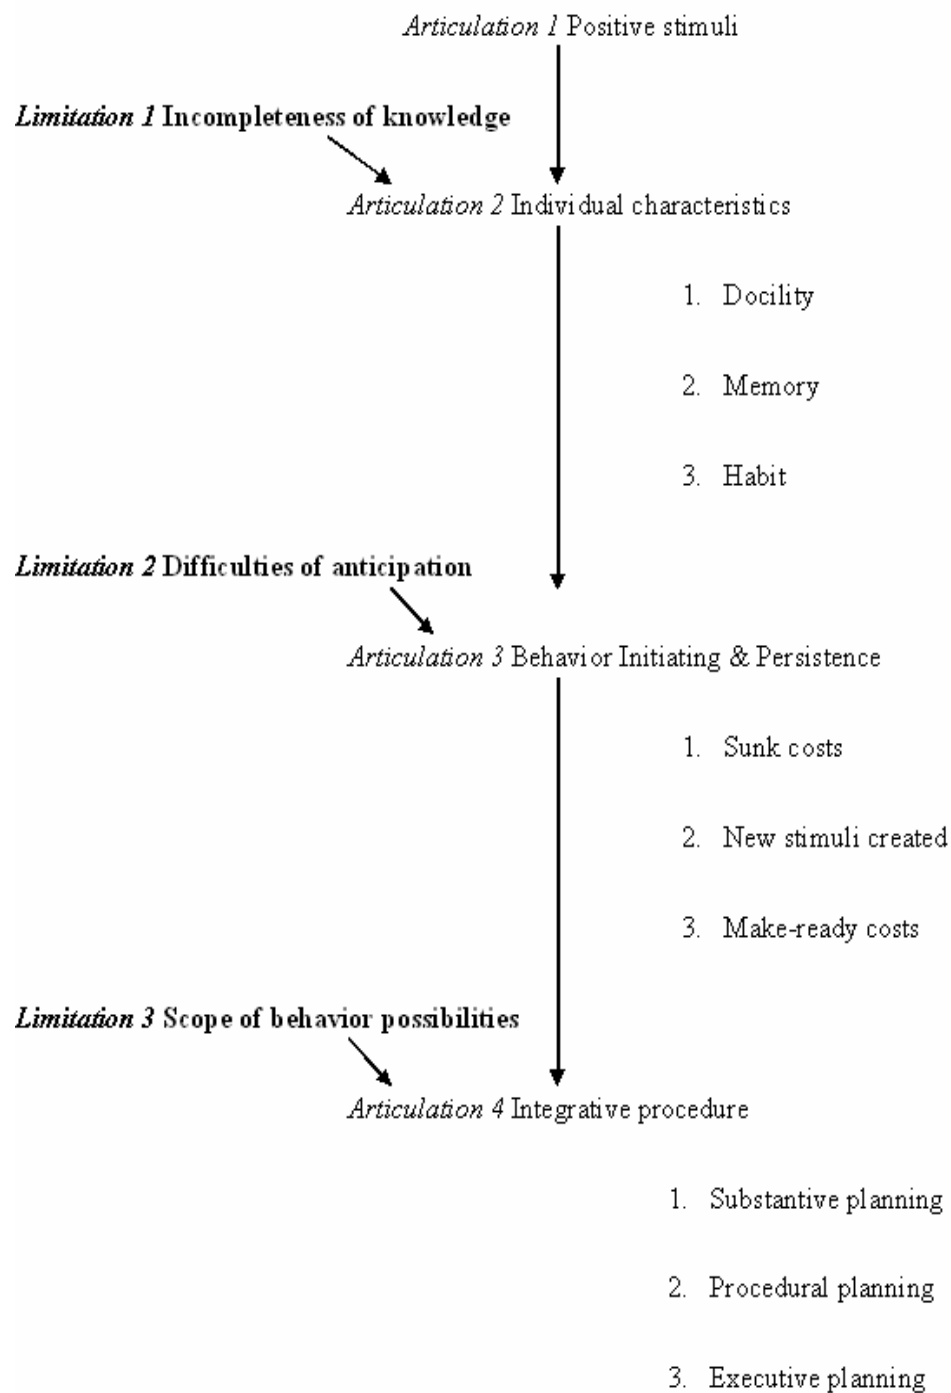 Articulation 1 Positive stimuli
Limitation 1 Incompleteness of knowledge
Articulation 2 Individual characteristics
1. Docility
2. Memory
3. Habit
Limitation 2 Difficulties of anticipation
Articulation 3 Behavior Initiating & Persistence
1. Sunk costs
2. New stimuli created
3. Make-ready costs
Limitation 3 Scope of behavior possibilities
Articulation 4 Integrative procedure
1. Substantive planning
2. Procedural planning
3. Executive planning